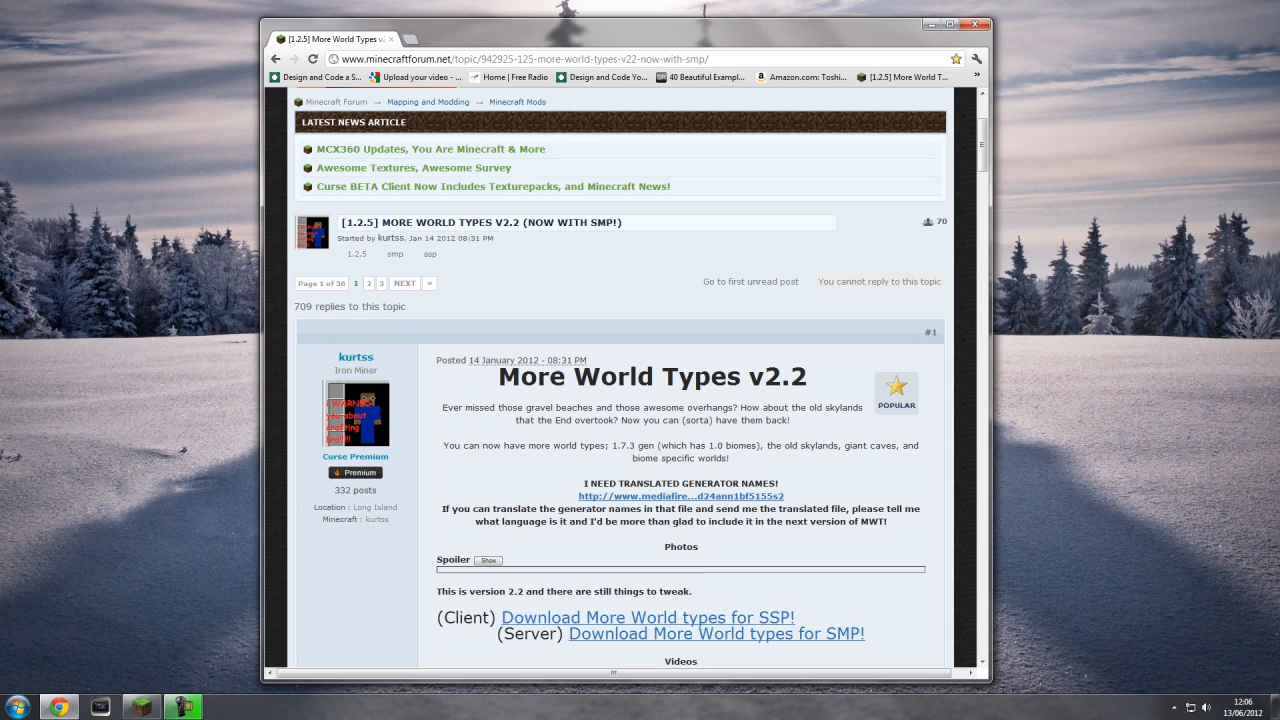 [1.2.5] More World Types v2
www.minecraftforum.net/topic/942925-125-more-world-types-v22-now-with-smp/
Design and Code a S... Upload your video - ... Home | Free Radio Design and Code Yo... SR 40 Beautiful Exampl... Amazon.com: Toshi... [1.2.5] More World T... »
Minecraft Forum → Mapping and Modding → Minecraft Mods
LATEST NEWS ARTICLE
MCX360 Updates, You Are Minecraft & More
Awesome Textures, Awesome Survey
Curse BETA Client Now Includes Texturepacks, and Minecraft News!
[1.2.5] MORE WORLD TYPES V2.2 (NOW WITH SMP!)
70
Started by kurtss, Jan 14 2012 08:31 PM
1.2.5 smp ssp
Page 1 of 36 1 2 3 NEXT »
Go to first unread post
You cannot reply to this topic
709 replies to this topic
#1
kurtss
Iron Miner
I WARNED
you about
Curse Premium
Premium
332 posts
Location : Long Island
Minecraft : kurtss
Posted 14 January 2012 - 08:31 PM
More World Types v2.2
POPULAR
Ever missed those gravel beaches and those awesome overhangs? How about the old skylands
that the End overtook? Now you can (sorta) have them back!
You can now have more world types; 1.7.3 gen (which has 1.0 biomes), the old skylands, giant caves, and
biome specific worlds!
I NEED TRANSLATED GENERATOR NAMES!
http://www.mediafire...d24ann1bf5155s2
If you can translate the generator names in that file and send me the translated file, please tell me
what language is it and I'd be more than glad to include it in the next version of MWT!
Photos
Spoiler Show
This is version 2.2 and there are still things to tweak.
(Client) Download More World types for SSP!
(Server) Download More World types for SMP!
Videos
12:06
13/06/2012